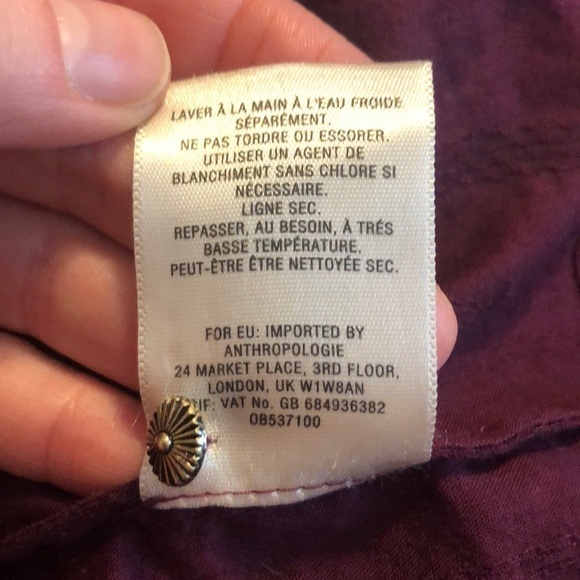 LAVER À LA MAIN À L'EAU FROIDE
SÉPARÉMENT.
NE PAS TORDRE OU ESSORER.
UTILISER UN AGENT DE
BLANCHIMENT SANS CHLORE SI
NÉCESSAIRE.
LIGNE SEC.
REPASSER, AU BESOIN, À TRÉS
BASSE TEMPÉRATURE.
PEUT-ÊTRE ÊTRE NETTOYÉE SEC.
FOR EU: IMPORTED BY
ANTHROPOLOGIE
24 MARKET PLACE, 3RD FLOOR,
LONDON, UK W1W8AN
VAT No. GB 684936382
OB537100